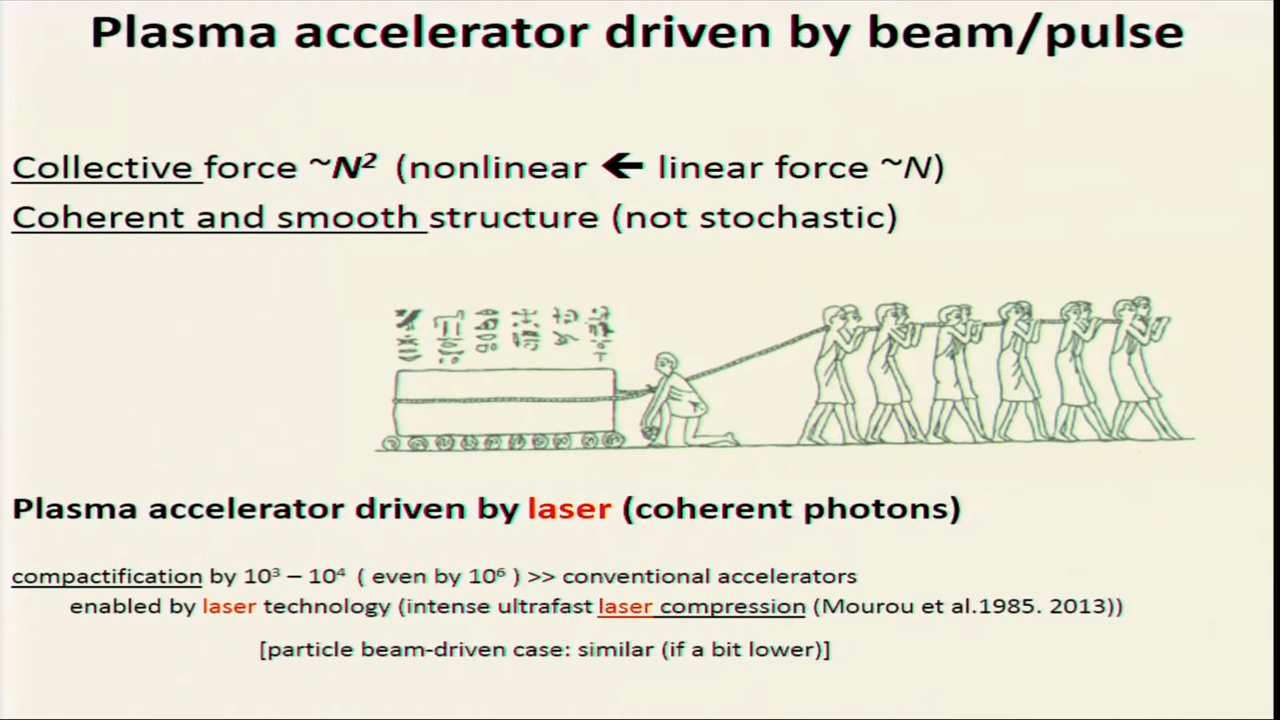 Plasma accelerator driven by beam/pulse
Collective force ~N² (nonlinear ← linear force ~N)
Coherent and smooth structure (not stochastic)
Plasma accelerator driven by laser (coherent photons)
compactification by 10³ – 10⁴ ( even by 10⁶ ) >> conventional accelerators
enabled by laser technology (intense ultrafast laser compression (Mourou et al.1985. 2013))
[particle beam-driven case: similar (if a bit lower)]